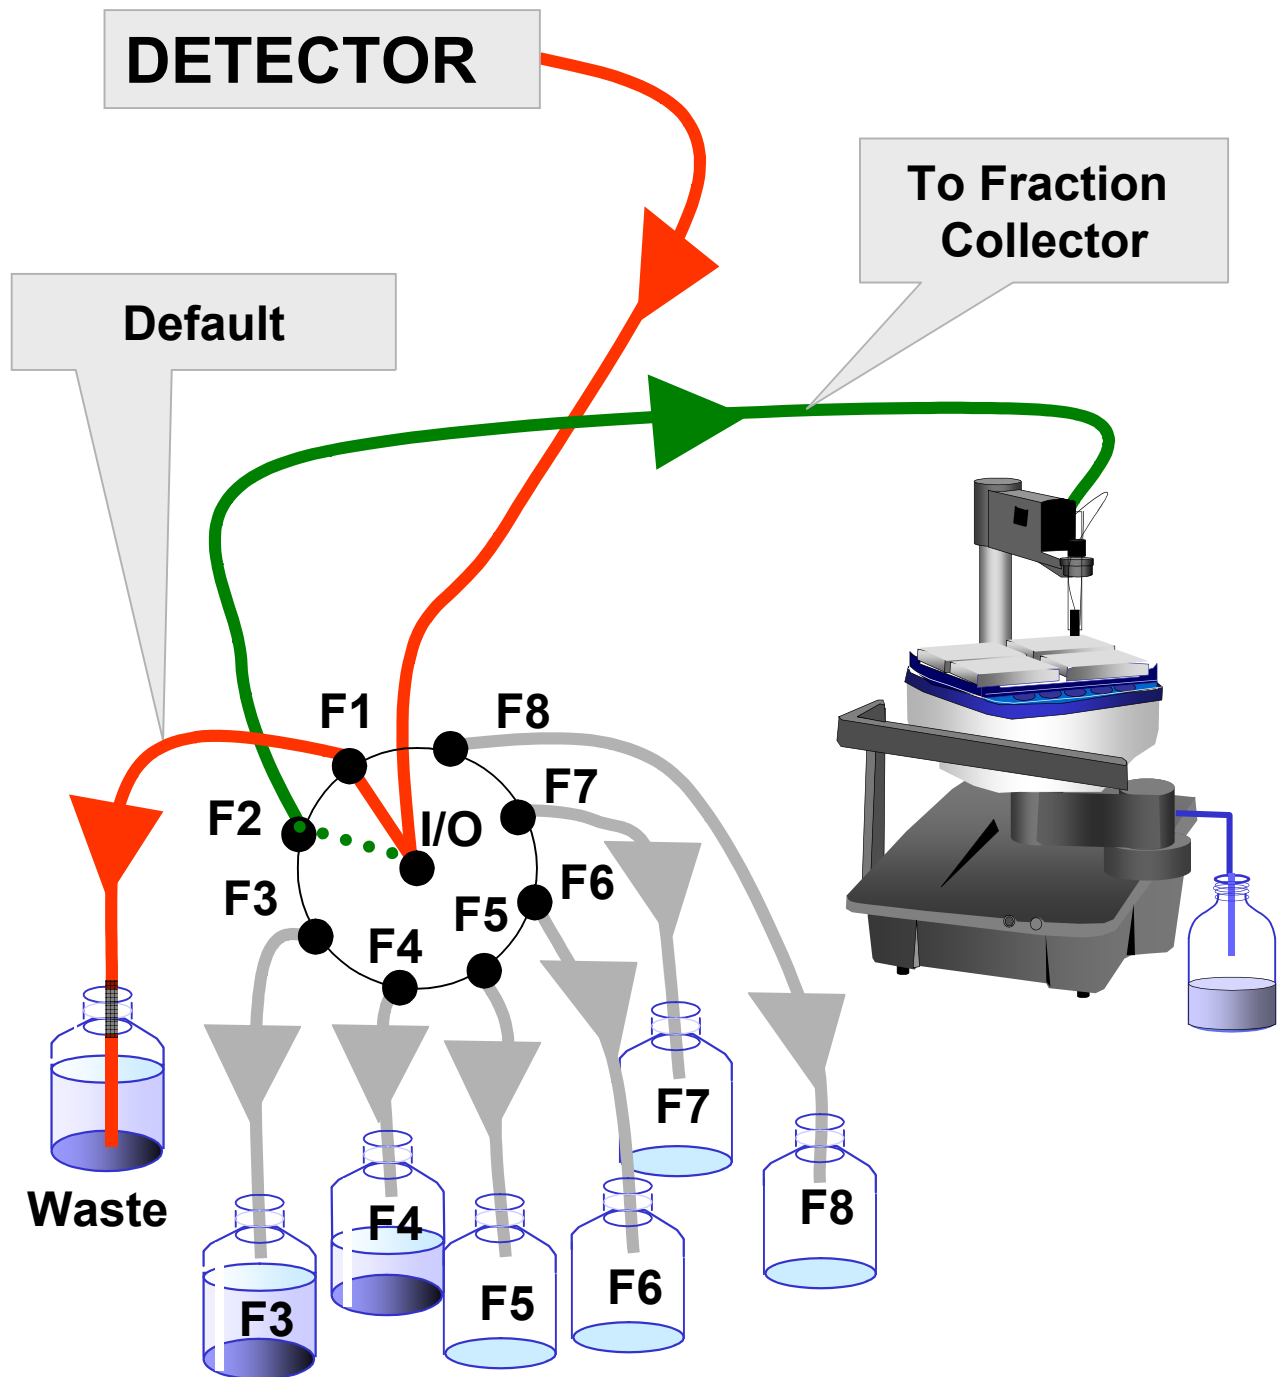 DETECTOR
To Fraction
Collector
Default
F1
F8
F7
F2
I/O
F6
F3
F5
F4
F7
Waste
F8
F4
F6
F5
F3